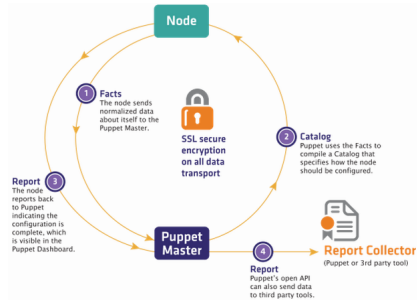 Node
1
Facts
The node sends
normalized data
about itself to the
Puppet Master.
SSL secure
encryption
on all data
transport
2
Catalog
Puppet uses the Facts to
compile a Catalog that
specifies how the node
should be configured.
Report
3
The node
reports back
to Puppet
indicating the
configuration is
complete, which
is visible in the
Puppet Dashboard.
Puppet
Master
4
Report
Puppet's open API
can also send data
to third party tools.
Report Collector
(Puppet or 3rd party tool)